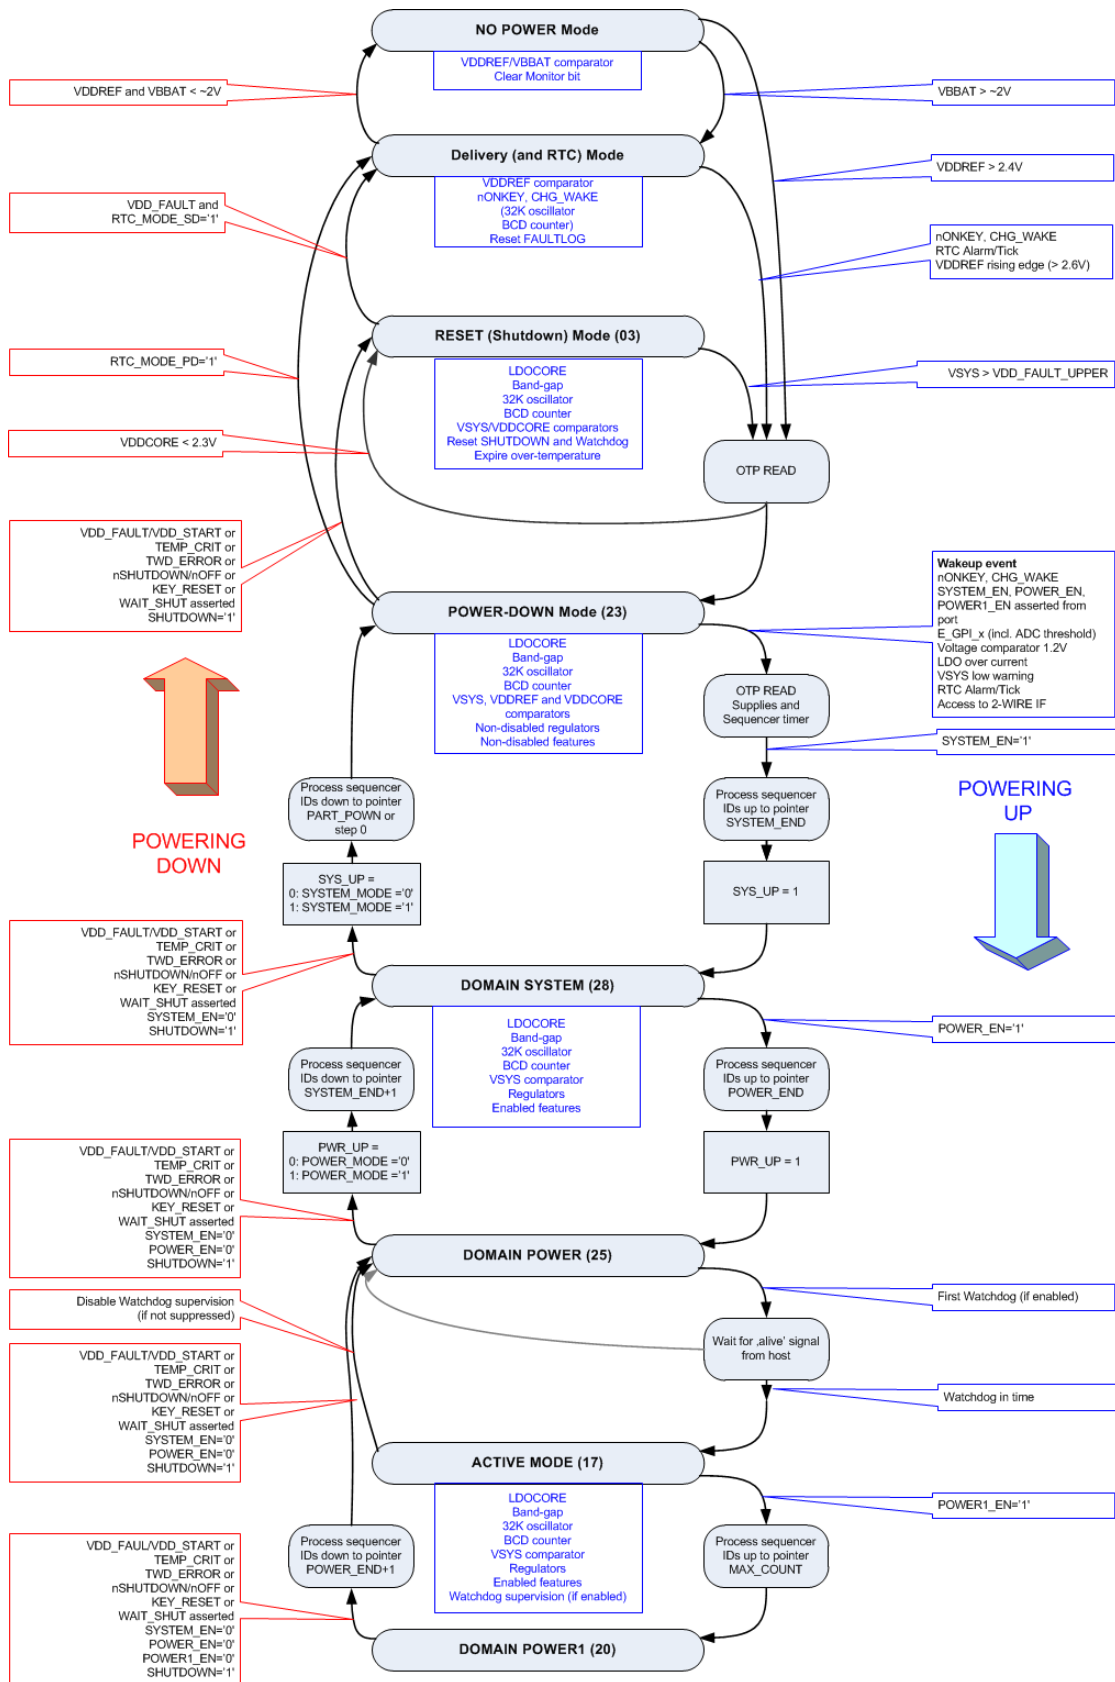 NO POWER Mode
VDDREF/VBBAT comparator
Clear Monitor bit
VDDREF and VBBAT < ~2V
VBBAT > ~2V
Delivery (and RTC) Mode
VDDREF comparator
nONKEY, CHG_WAKE
(32K oscillator
BCD counter)
Reset FAULTLOG
VDDREF > 2.4V
VDD_FAULT and
RTC_MODE_SD='1'
nONKEY, CHG_WAKE
RTC Alarm/Tick
VDDREF rising edge (> 2.6V)
RESET (Shutdown) Mode (03)
LDOCORE
Band-gap
32K oscillator
BCD counter
VSYS/VDDCORE comparators
Reset SHUTDOWN and Watchdog
Expire over-temperature
RTC_MODE_PD='1'
VSYS > VDD_FAULT_UPPER
VDDCORE < 2.3V
OTP READ
VDD_FAULT/VDD_START or
TEMP_CRIT or
TWD_ERROR or
nSHUTDOWN/nOFF or
KEY_RESET or
WAIT_SHUT asserted
SHUTDOWN='1'
Wakeup event
nONKEY, CHG_WAKE
SYSTEM_EN, POWER_EN,
POWER1_EN asserted from
port
E_GPI_x (incl. ADC threshold)
Voltage comparator 1.2V
LDO over current
VSYS low warning
RTC Alarm/Tick
Access to 2-WIRE IF
POWER-DOWN Mode (23)
LDOCORE
Band-gap
32K oscillator
BCD counter
VSYS, VDDREF and VDDCORE
comparators
Non-disabled regulators
Non-disabled features
OTP READ
Supplies and
Sequencer timer
SYSTEM_EN='1'
Process sequencer
IDs down to pointer
PART_POWN or
step 0
Process sequencer
IDs up to pointer
SYSTEM_END
POWERING
UP
POWERING
DOWN
SYS_UP =
0: SYSTEM_MODE ='0'
1: SYSTEM_MODE ='1'
SYS_UP = 1
VDD_FAULT/VDD_START or
TEMP_CRIT or
TWD_ERROR or
nSHUTDOWN/nOFF or
KEY_RESET or
WAIT_SHUT asserted
SYSTEM_EN='0'
SHUTDOWN='1'
DOMAIN SYSTEM (28)
LDOCORE
Band-gap
32K oscillator
BCD counter
VSYS comparator
Regulators
Enabled features
POWER_EN='1'
Process sequencer
IDs down to pointer
SYSTEM_END+1
Process sequencer
IDs up to pointer
POWER_END
PWR_UP =
0: POWER_MODE ='0'
1: POWER_MODE ='1'
PWR_UP = 1
VDD_FAULT/VDD_START or
TEMP_CRIT or
TWD_ERROR or
nSHUTDOWN/nOFF or
KEY_RESET or
WAIT_SHUT asserted
SYSTEM_EN='0'
POWER_EN='0'
SHUTDOWN='1'
DOMAIN POWER (25)
Disable Watchdog supervision
(if not suppressed)
First Watchdog (if enabled)
Wait for ‚alive' signal
from host
VDD_FAULT/VDD_START or
TEMP_CRIT or
TWD_ERROR or
nSHUTDOWN/nOFF or
KEY_RESET or
WAIT_SHUT asserted
SYSTEM_EN='0'
POWER_EN='0'
SHUTDOWN='1'
Watchdog in time
ACTIVE MODE (17)
LDOCORE
Band-gap
32K oscillator
BCD counter
VSYS comparator
Regulators
Enabled features
Watchdog supervision (if enabled)
POWER1_EN='1'
Process sequencer
IDs down to pointer
POWER_END+1
Process sequencer
IDs up to pointer
MAX_COUNT
VDD_FAUL/VDD_START or
TEMP_CRIT or
TWD_ERROR or
nSHUTDOWN/nOFF or
KEY_RESET or
WAIT_SHUT asserted
SYSTEM_EN='0'
POWER_EN='0'
POWER1_EN='0'
SHUTDOWN='1'
DOMAIN POWER1 (20)